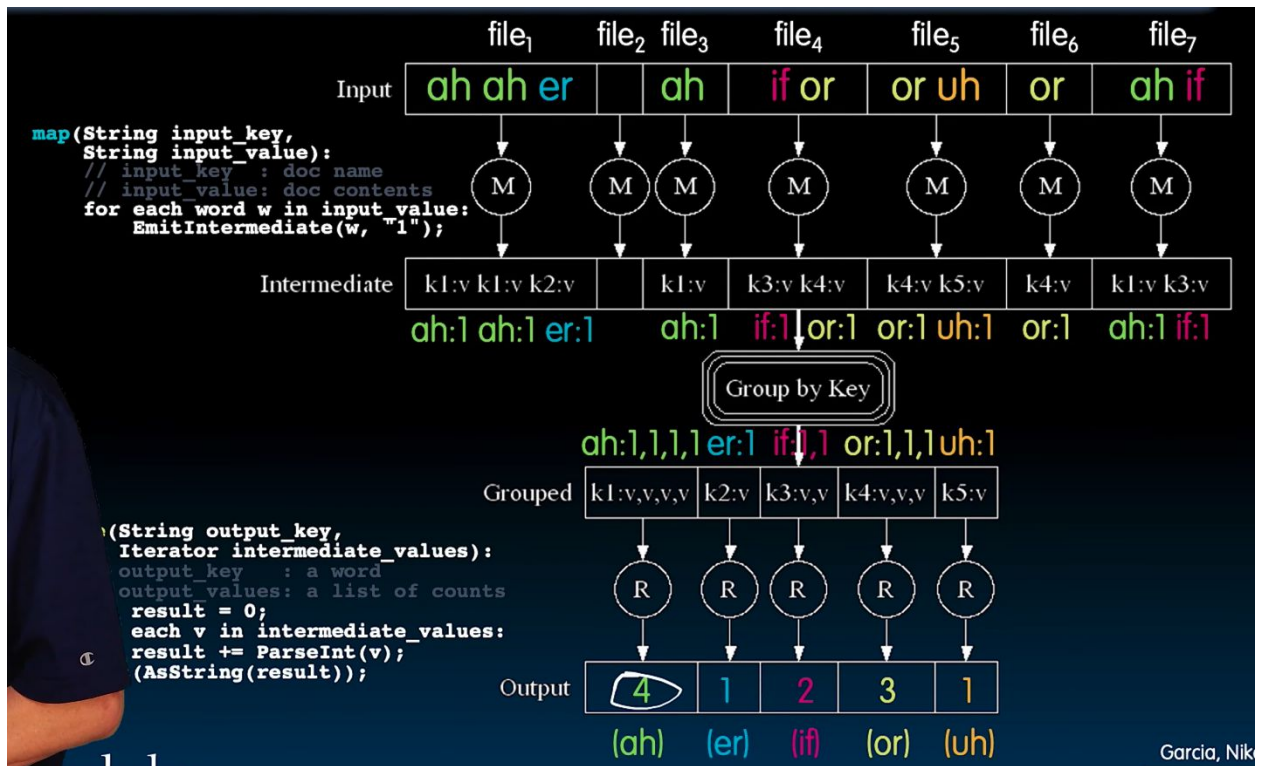 file1 file2 file3 file4 file5 file6 file7
Input ah ah er ah if or or uh or ah if
map(String input_key,
String input_value):
// input_key : doc name
// input_value: doc contents
for each word w in input_value:
EmitIntermediate(w, "1");
M M M M M M M
Intermediate k1:v k1:v k2:v k1:v k3:v k4:v k4:v k5:v k4:v k1:v k3:v
ah:1 ah:1 er:1 ah:1 if:1 or:1 or:1 uh:1 or:1 ah:1 if:1
Group by Key
ah:1,1,1,1 er:1 if:1,1 or:1,1,1 uh:1
Grouped k1:v,v,v,v k2:v k3:v,v k4:v,v,v k5:v
(String output_key,
Iterator intermediate_values):
output_key : a word
output_values: a list of counts
result = 0;
each v in intermediate_values:
result += ParseInt(v);
(AsString(result));
R R R R R
Output 4 1 2 3 1
(ah) (er) (if) (or) (uh)
Garcia,